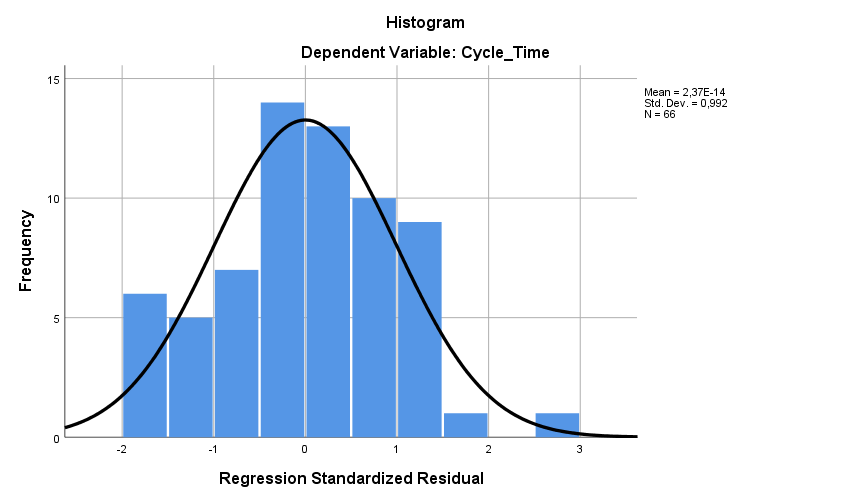 Histogram
Dependent Variable: Cycle_Time
Mean = 2,37E-14
Std. Dev. = 0,992
N = 66
15
10
5
0
Frequency
-2
-1
0
1
2
3
Regression Standardized Residual